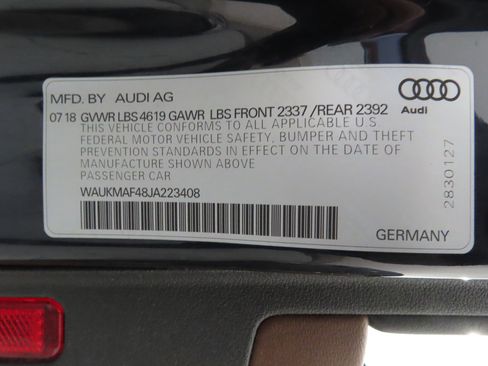 MFD. BY AUDI AG
Audi
07 18 GVWR LBS 4619 GAWR LBS FRONT 2337 /REAR 2392
THIS VEHICLE CONFORMS TO ALL APPLICABLE U.S.
FEDERAL MOTOR VEHICLE SAFETY, BUMPER AND THEFT
PREVENTION STANDARDS IN EFFECT ON THE DATE OF
MANUFACTURE SHOWN ABOVE
PASSENGER CAR
WAUKMAF48JA223408
2830127
GERMANY